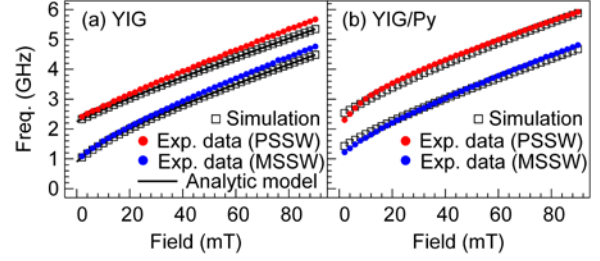 (a) YIG
(b) YIG/Py
Freq. (GHz)
6
5
4
3
2
1
0
Simulation
Exp. data (PSSW)
Exp. data (MSSW)
Analytic model
Simulation
Exp. data (PSSW)
Exp. data (MSSW)
0 20 40 60 80
0 20 40 60 80
Field (mT)
Field (mT)